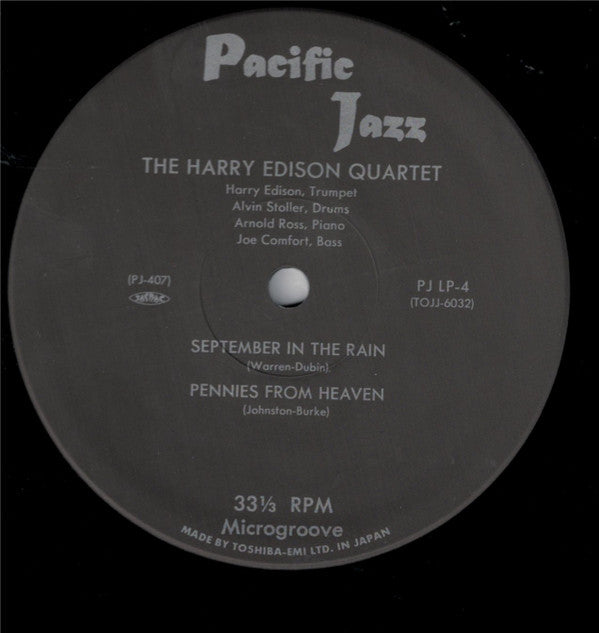 Pacific
Jazz
THE HARRY EDISON QUARTET
Harry Edison, Trumpet
Alvin Stoller, Drums
Arnold Ross, Piano
Joe Comfort, Bass
(PJ-407)
JASRAC
PJ LP-4
(TOJJ-6032)
SEPTEMBER IN THE RAIN
(Warren-Dubin)
PENNIES FROM HEAVEN
(Johnston-Burke)
33⅓ RPM
Microgroove
MADE BY TOSHIBA-EMI LTD. IN JAPAN